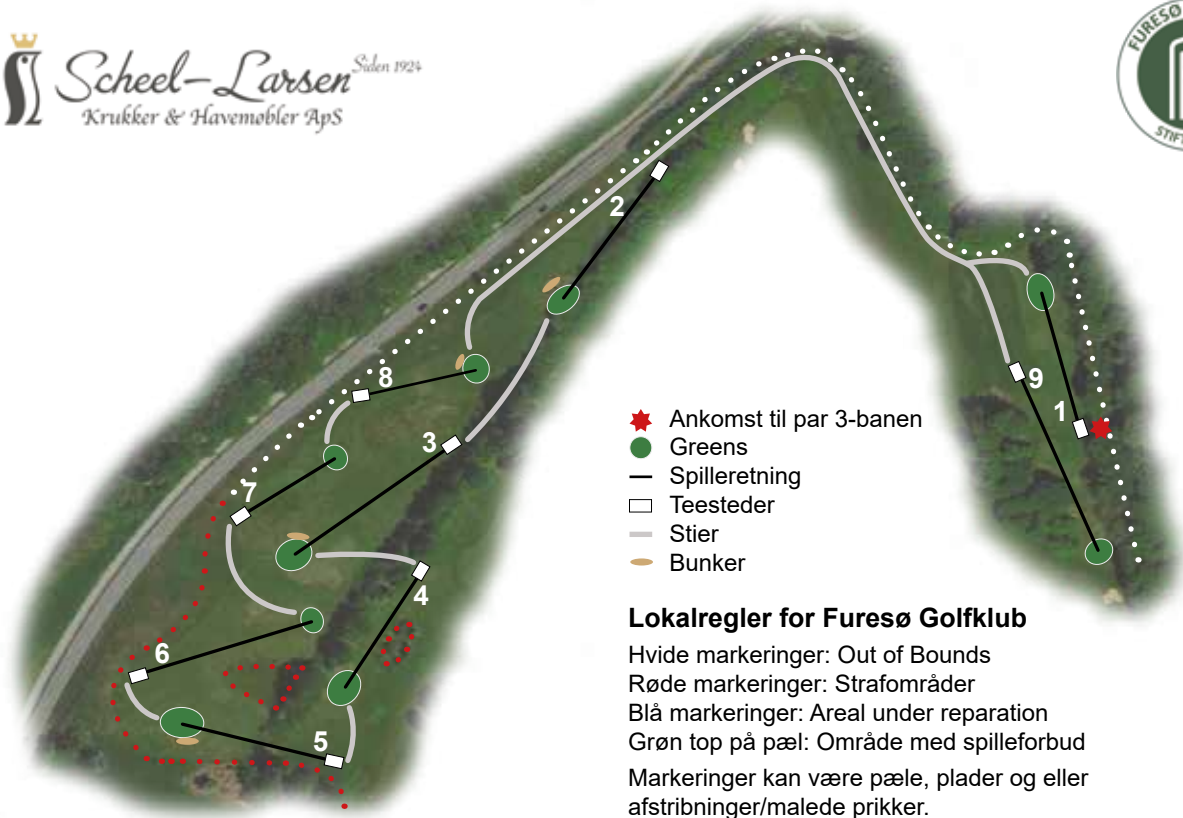 Scheel-Larsen
Siden 1924
Krukker & Havemøbler ApS
FURESØ
STIFT
2
8
3
7
9
1
4
6
5
Ankomst til par 3-banen
Greens
Spilleretning
Teesteder
Stier
Bunker
Lokalregler for Furesø Golfklub
Hvide markeringer: Out of Bounds
Røde markeringer: Strafområder
Blå markeringer: Areal under reparation
Grøn top på pæl: Område med spilleforbud
Markeringer kan være pæle, plader og eller
afstribninger/malede prikker.